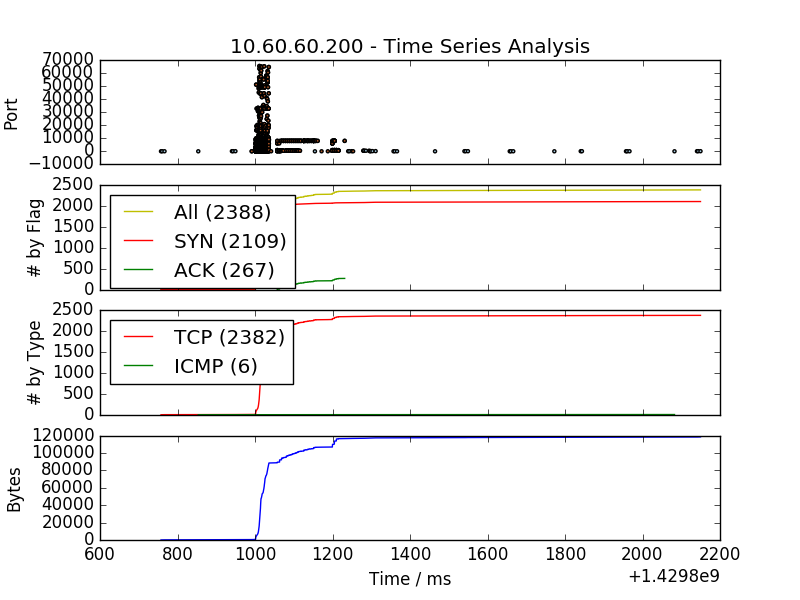 10.60.60.200 - Time Series Analysis
70000
60000
50000
40000
30000
20000
10000
0
−10000
Port
2500
2000
1500
1000
500
0
# by Flag
All (2388)
SYN (2109)
ACK (267)
2500
2000
1500
1000
500
0
# by Type
TCP (2382)
ICMP (6)
120000
100000
80000
60000
40000
20000
0
Bytes
600 800 1000 1200 1400 1600 1800 2000 2200
Time / ms
+1.4298e9